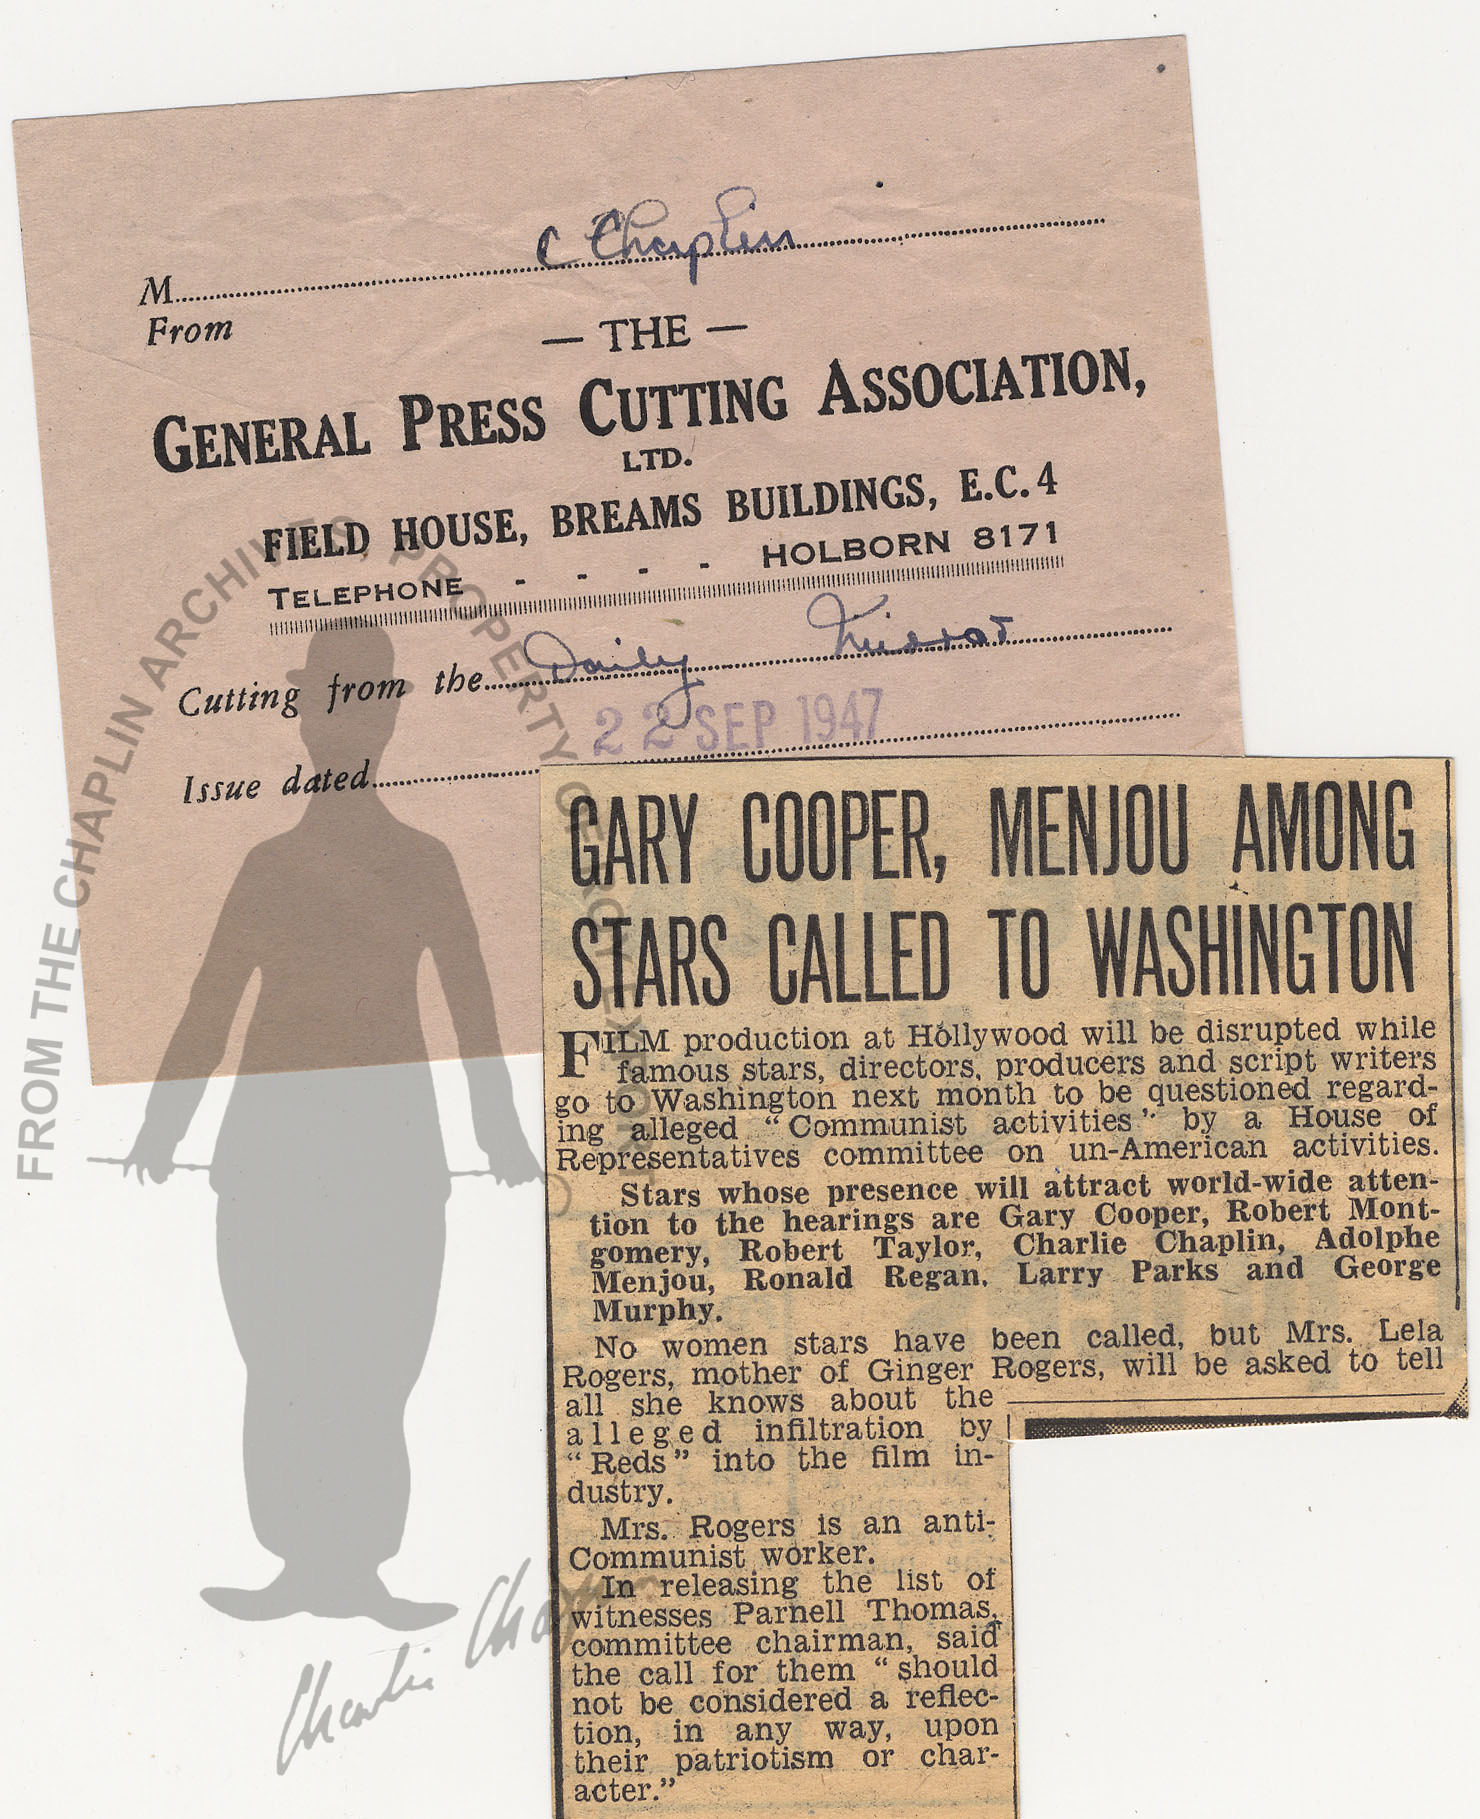 M C Chaplin
From
— THE —
GENERAL PRESS CUTTING ASSOCIATION,
LTD.
FIELD HOUSE, BREAMS BUILDINGS, E.C.4
TELEPHONE - - - - HOLBORN 8171
Cutting from the Daily Mirror
Issue dated 22 SEP 1947
GARY COOPER, MENJOU AMONG
STARS CALLED TO WASHINGTON
FILM production at Hollywood will be disrupted while
famous stars, directors, producers and script writers
go to Washington next month to be questioned regard-
ing alleged “Communist activities” by a House of
Representatives committee on un-American activities.
Stars whose presence will attract world-wide atten-
tion to the hearings are Gary Cooper, Robert Mont-
gomery, Robert Taylor, Charlie Chaplin, Adolphe
Menjou, Ronald Regan, Larry Parks and George
Murphy.
No women stars have been called, but Mrs. Lela
Rogers, mother of Ginger Rogers, will be asked to tell
all she knows about the
alleged infiltration by
“Reds” into the film in-
dustry.
Mrs. Rogers is an anti-
Communist worker.
In releasing the list of
witnesses Parnell Thomas,
committee chairman, said
the call for them “should
not be considered a reflec-
tion, in any way, upon
their patriotism or char-
acter.”
FROM THE CHAPLIN ARCHIVES, PROPERTY OF ROY EXPORT
Charlie Chaplin